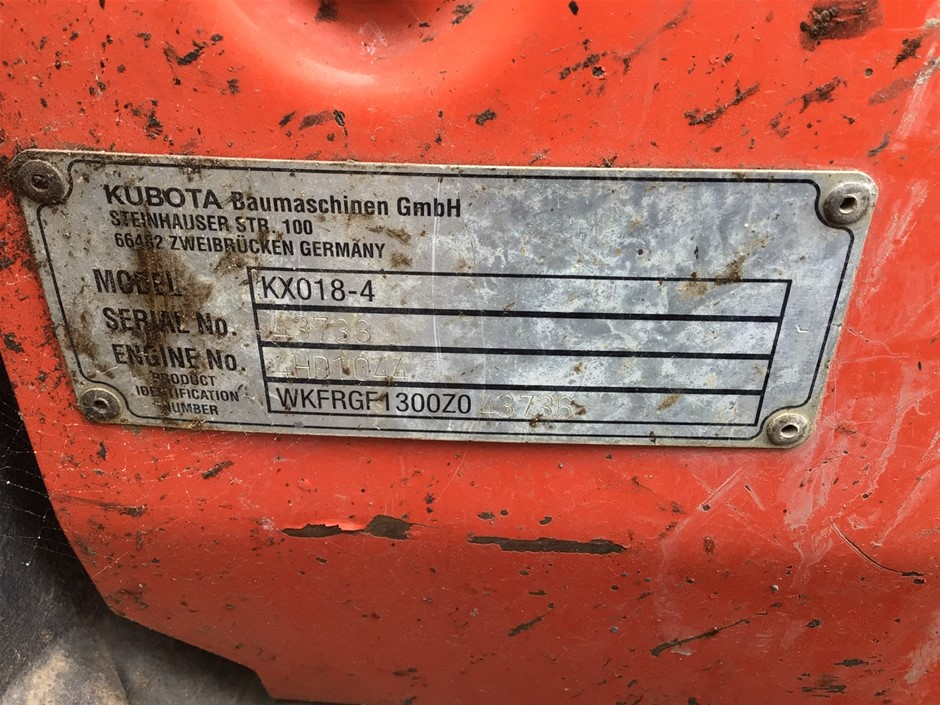 KUBOTA Baumaschinen GmbH
STEINHAUSER STR. 100
66482 ZWEIBRÜCKEN GERMANY
MODEL KX018-4
SERIAL No. 43736
ENGINE No. 4HD1044
PRODUCT
IDENTIFICATION
NUMBER
WKFRGF1300Z043736